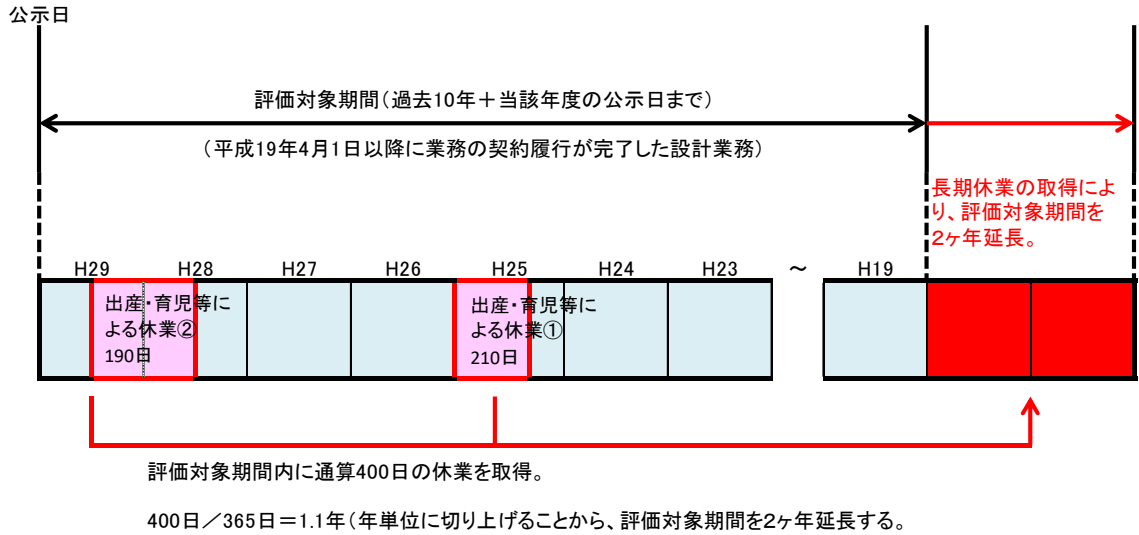 公示日
評価対象期間（過去10年＋当該年度の公示日まで）
（平成19年4月1日以降に業務の契約履行が完了した設計業務）
長期休業の取得によ
り、評価対象期間を
2ヶ年延長。
H29 H28 H27 H26 H25 H24 H23 ～ H19
出産・育児等に
よる休業②
190日
出産・育児等に
よる休業①
210日
評価対象期間内に通算400日の休業を取得。
400日／365日＝1.1年（年単位に切り上げることから、評価対象期間を2ヶ年延長する。